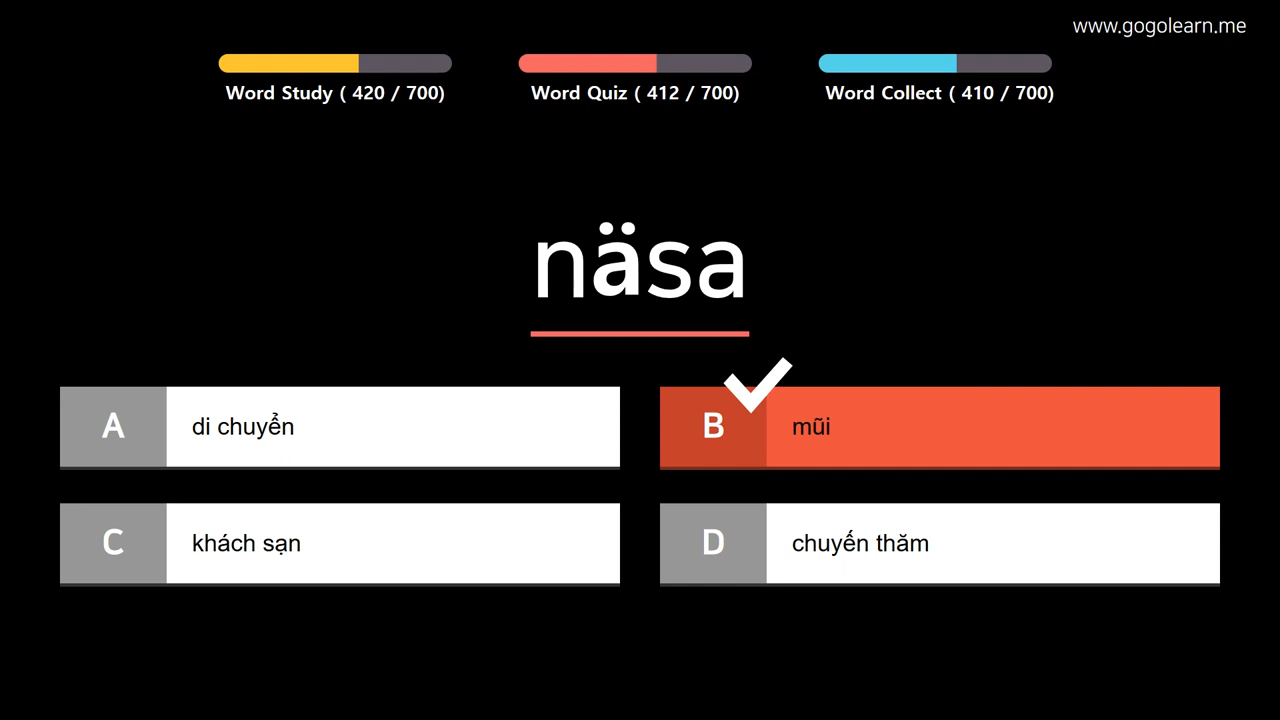 www.gogolearn.me
Word Study ( 420 / 700)
Word Quiz ( 412 / 700)
Word Collect ( 410 / 700)
näsa
A di chuyển
B mũi
C khách sạn
D chuyến thăm